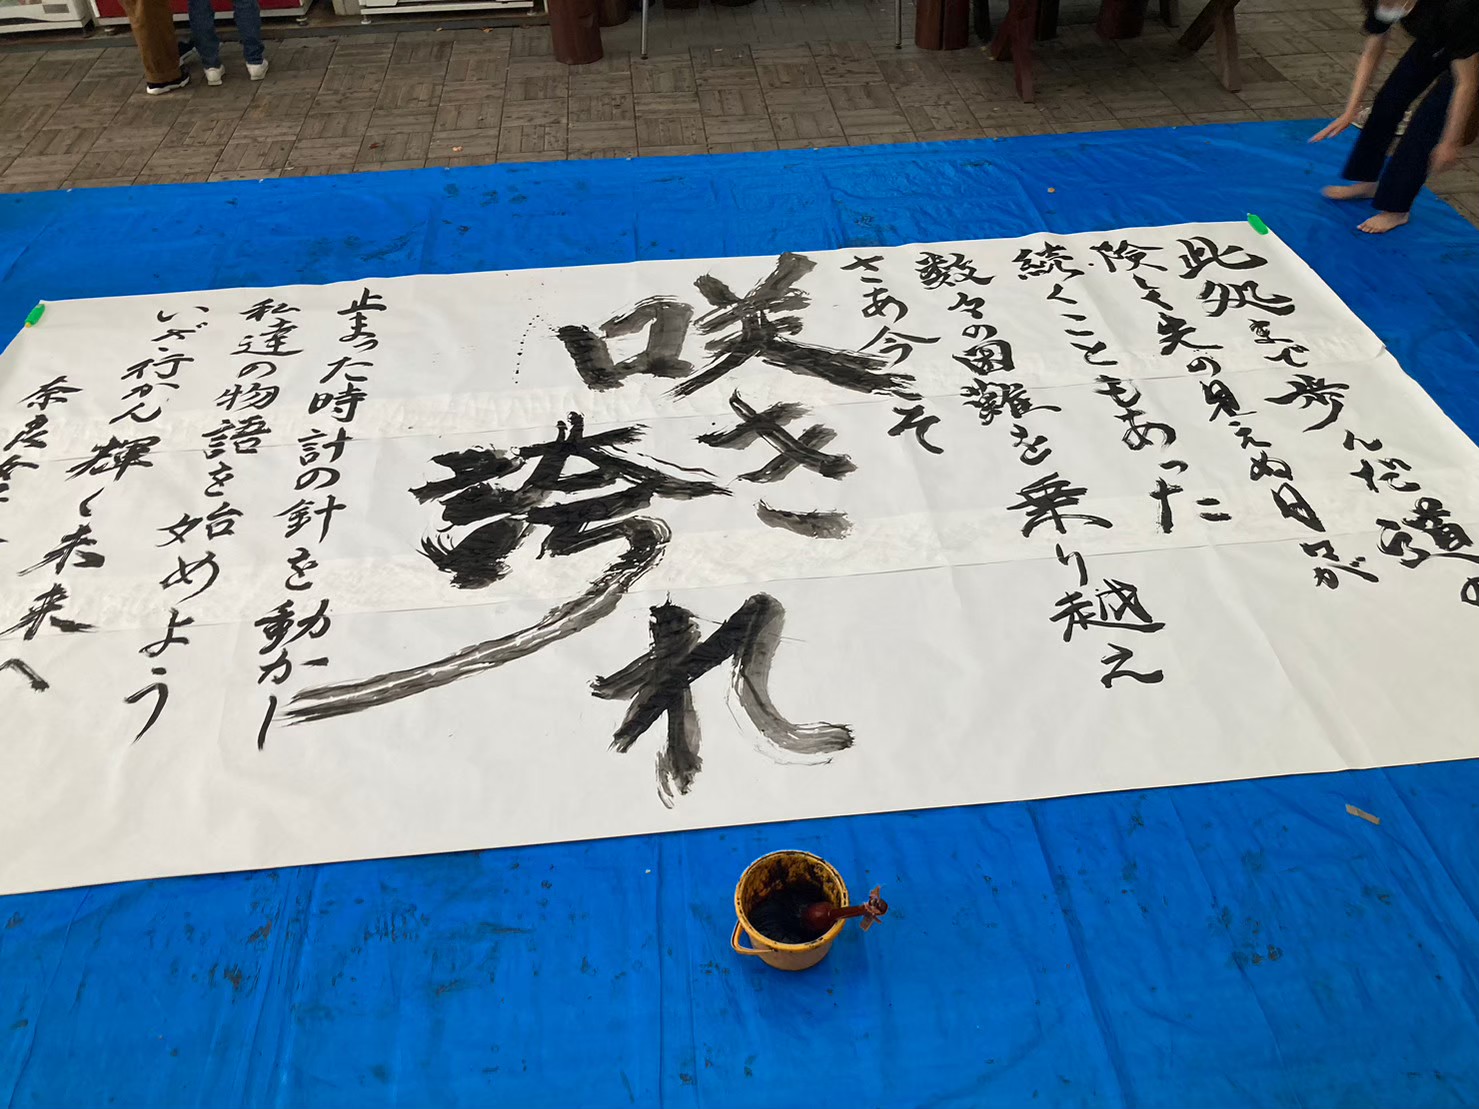 此処まで歩んだ道の
険しく先の見えぬ日々が
続くこともあった
数々の困難を乗り越え
さあ今こそ
咲き誇れ
止まった時計の針を動かし
私達の物語を始めよう
いざ行かん輝く未来へ